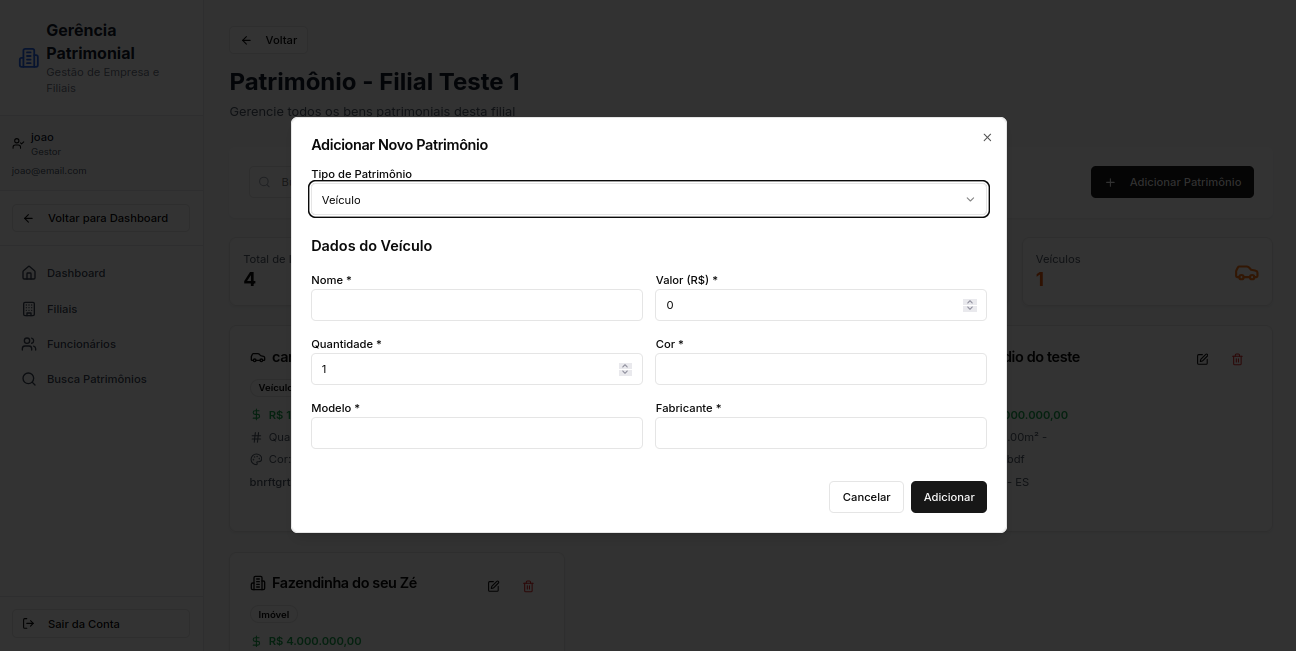 Gerência
Patrimonial
Gestão de Empresa e
Filiais
joao
Gestor
joao@email.com
Voltar para Dashboard
Dashboard
Filiais
Funcionários
Busca Patrimônios
Sair da Conta
Voltar
Patrimônio - Filial Teste 1
Gerencie todos os bens patrimoniais desta filial
Adicionar Patrimônio
Total de
4
Veículos
1
Adicionar Novo Patrimônio
Tipo de Patrimônio
Veículo
Dados do Veículo
Nome *
Valor (R$) *
0
Quantidade *
1
Cor *
Modelo *
Fabricante *
Cancelar
Adicionar
R$ 1
Cor:
bnrftgrt
dio do teste
000.00,00
.00m² -
bdf
- ES
Fazendinha do seu Zé
Imóvel
R$ 4.000.000,00